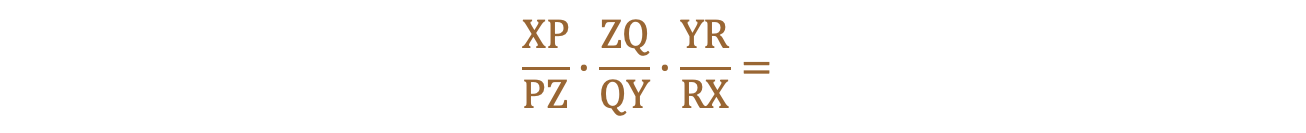 XP/PZ · ZQ/QY · YR/RX =